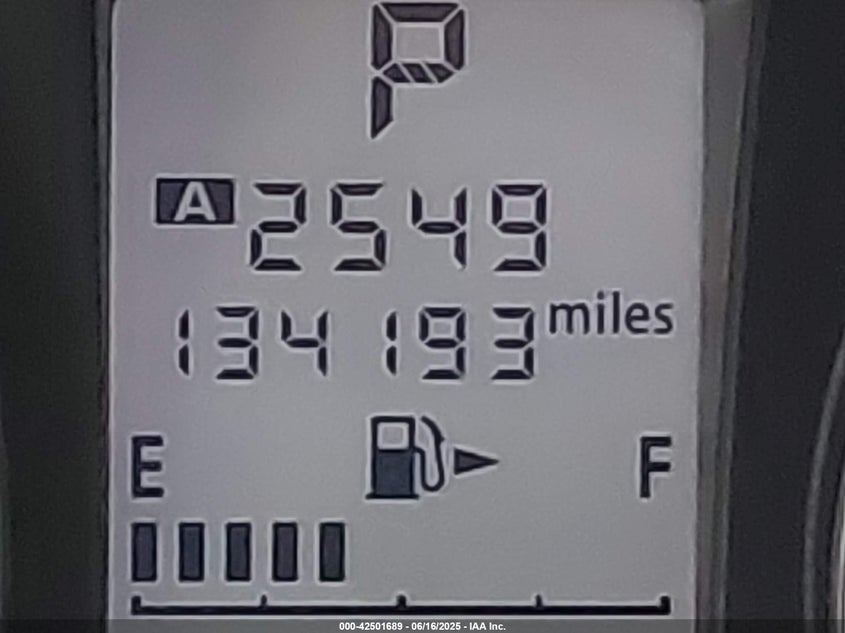 P
A 2549
134193 miles
E F
000-42501689 - 06/16/2025 - IAA Inc.